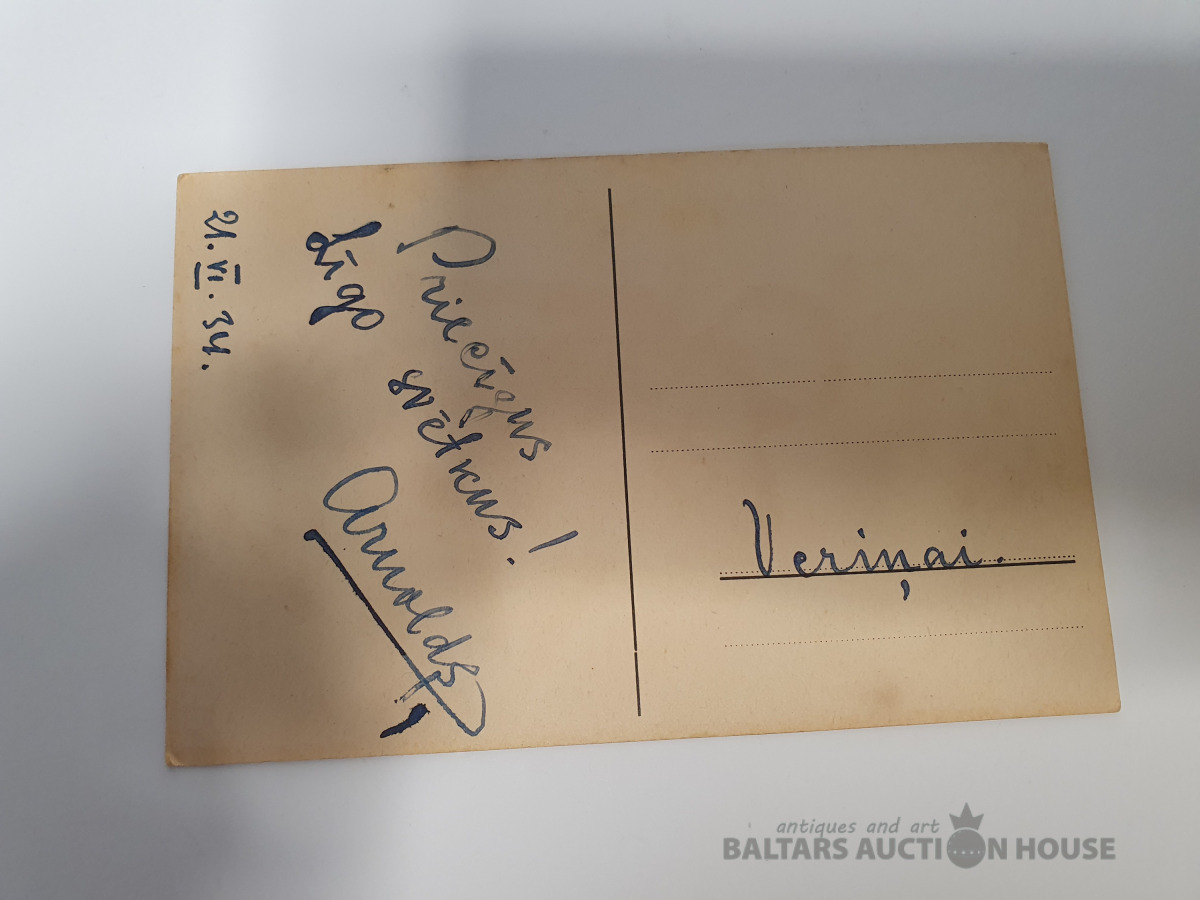 Priecīgus
Līgo svētkus!
Arnolds
21.VI.34.
Veriņai.
antiques and art
BALTARS AUCTION HOUSE